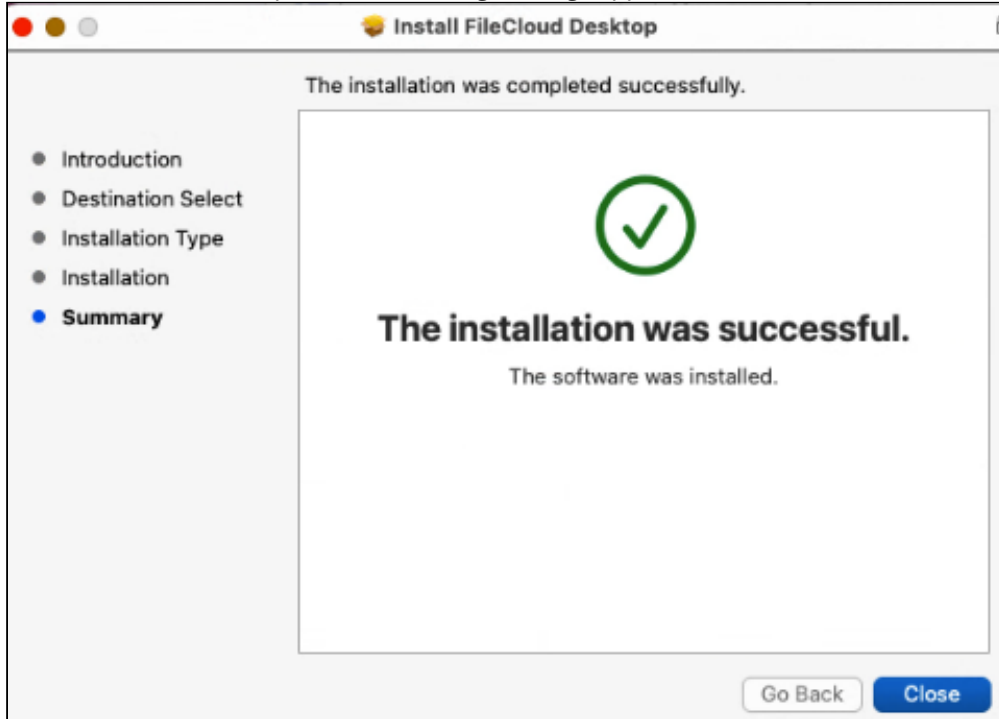 Install FileCloud Desktop
The installation was completed successfully.
Introduction
Destination Select
Installation Type
Installation
Summary
The installation was successful.
The software was installed.
Go Back
Close